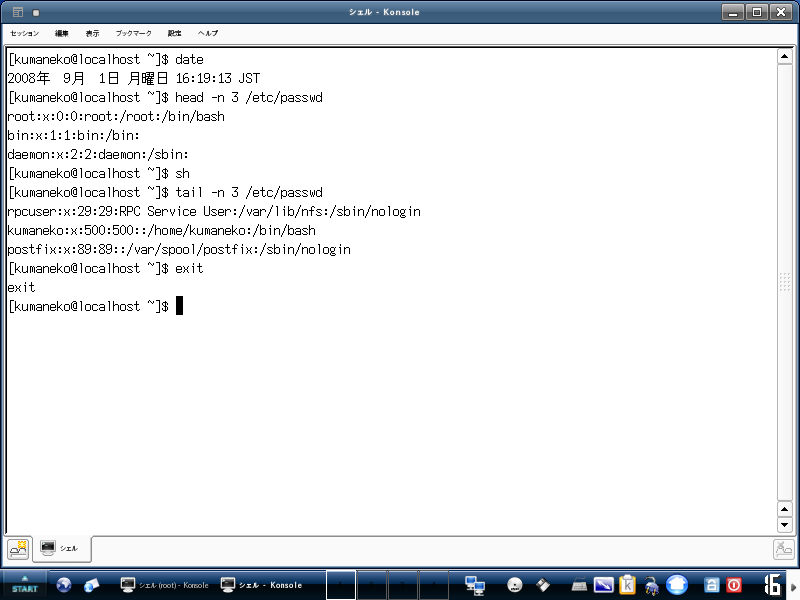 シェル - Konsole
セッション 編集 表示 ブックマーク 設定 ヘルプ
[kumaneko@localhost ~]$ date
2008年 9月 1日 月曜日 16:19:13 JST
[kumaneko@localhost ~]$ head -n 3 /etc/passwd
root:x:0:0:root:/root:/bin/bash
bin:x:1:1:bin:/bin:
daemon:x:2:2:daemon:/sbin:
[kumaneko@localhost ~]$ sh
[kumaneko@localhost ~]$ tail -n 3 /etc/passwd
rpcuser:x:29:29:RPC Service User:/var/lib/nfs:/sbin/nologin
kumaneko:x:500:500::/home/kumaneko:/bin/bash
postfix:x:89:89::/var/spool/postfix:/sbin/nologin
[kumaneko@localhost ~]$ exit
exit
[kumaneko@localhost ~]$
シェル
START シェル (root) - Konsole シェル - Konsole 16